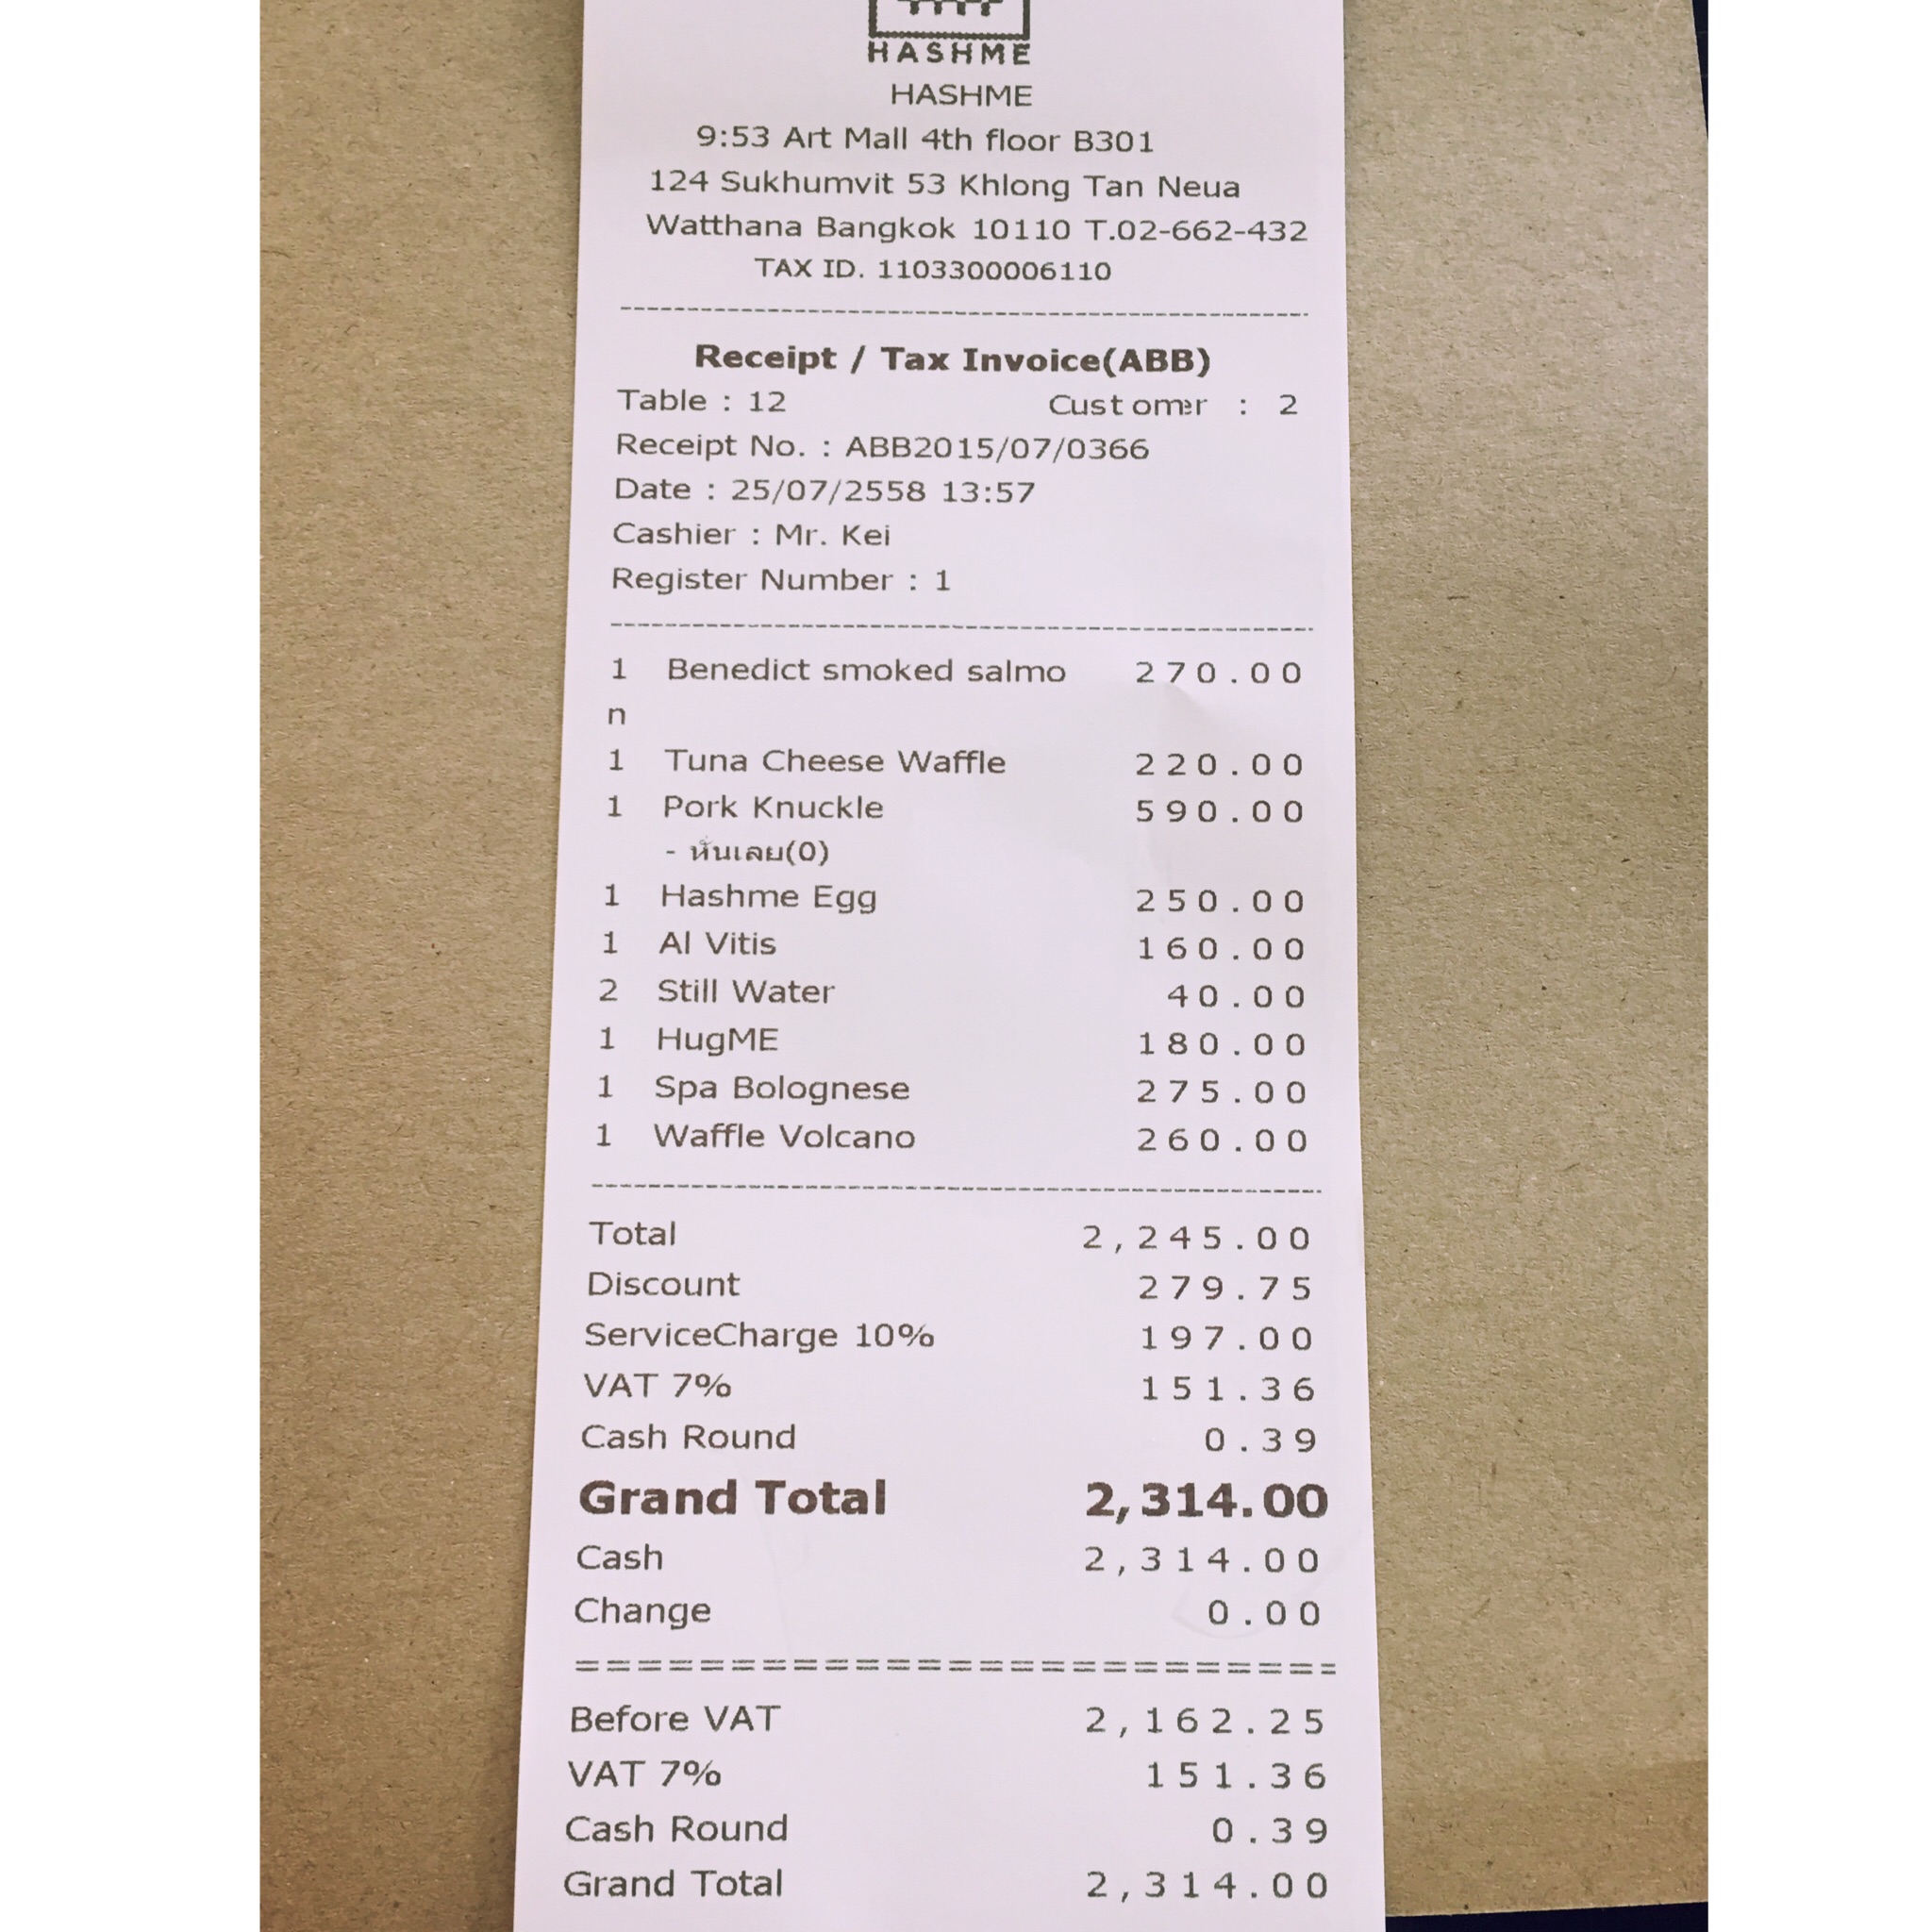 HASHME
HASHME
9:53 Art Mall 4th floor B301
124 Sukhumvit 53 Khlong Tan Neua
Watthana Bangkok 10110 T.02-662-432
TAX ID. 1103300006110
Receipt / Tax Invoice(ABB)
Table : 12 Customer : 2
Receipt No. : ABB2015/07/0366
Date : 25/07/2558 13:57
Cashier : Mr. Kei
Register Number : 1
1 Benedict smoked salmo 270.00
n
1 Tuna Cheese Waffle 220.00
1 Pork Knuckle 590.00
- หั่นเลย(0)
1 Hashme Egg 250.00
1 Al Vitis 160.00
2 Still Water 40.00
1 HugME 180.00
1 Spa Bolognese 275.00
1 Waffle Volcano 260.00
Total 2,245.00
Discount 279.75
ServiceCharge 10% 197.00
VAT 7% 151.36
Cash Round 0.39
Grand Total 2,314.00
Cash 2,314.00
Change 0.00
==========================
Before VAT 2,162.25
VAT 7% 151.36
Cash Round 0.39
Grand Total 2,314.00